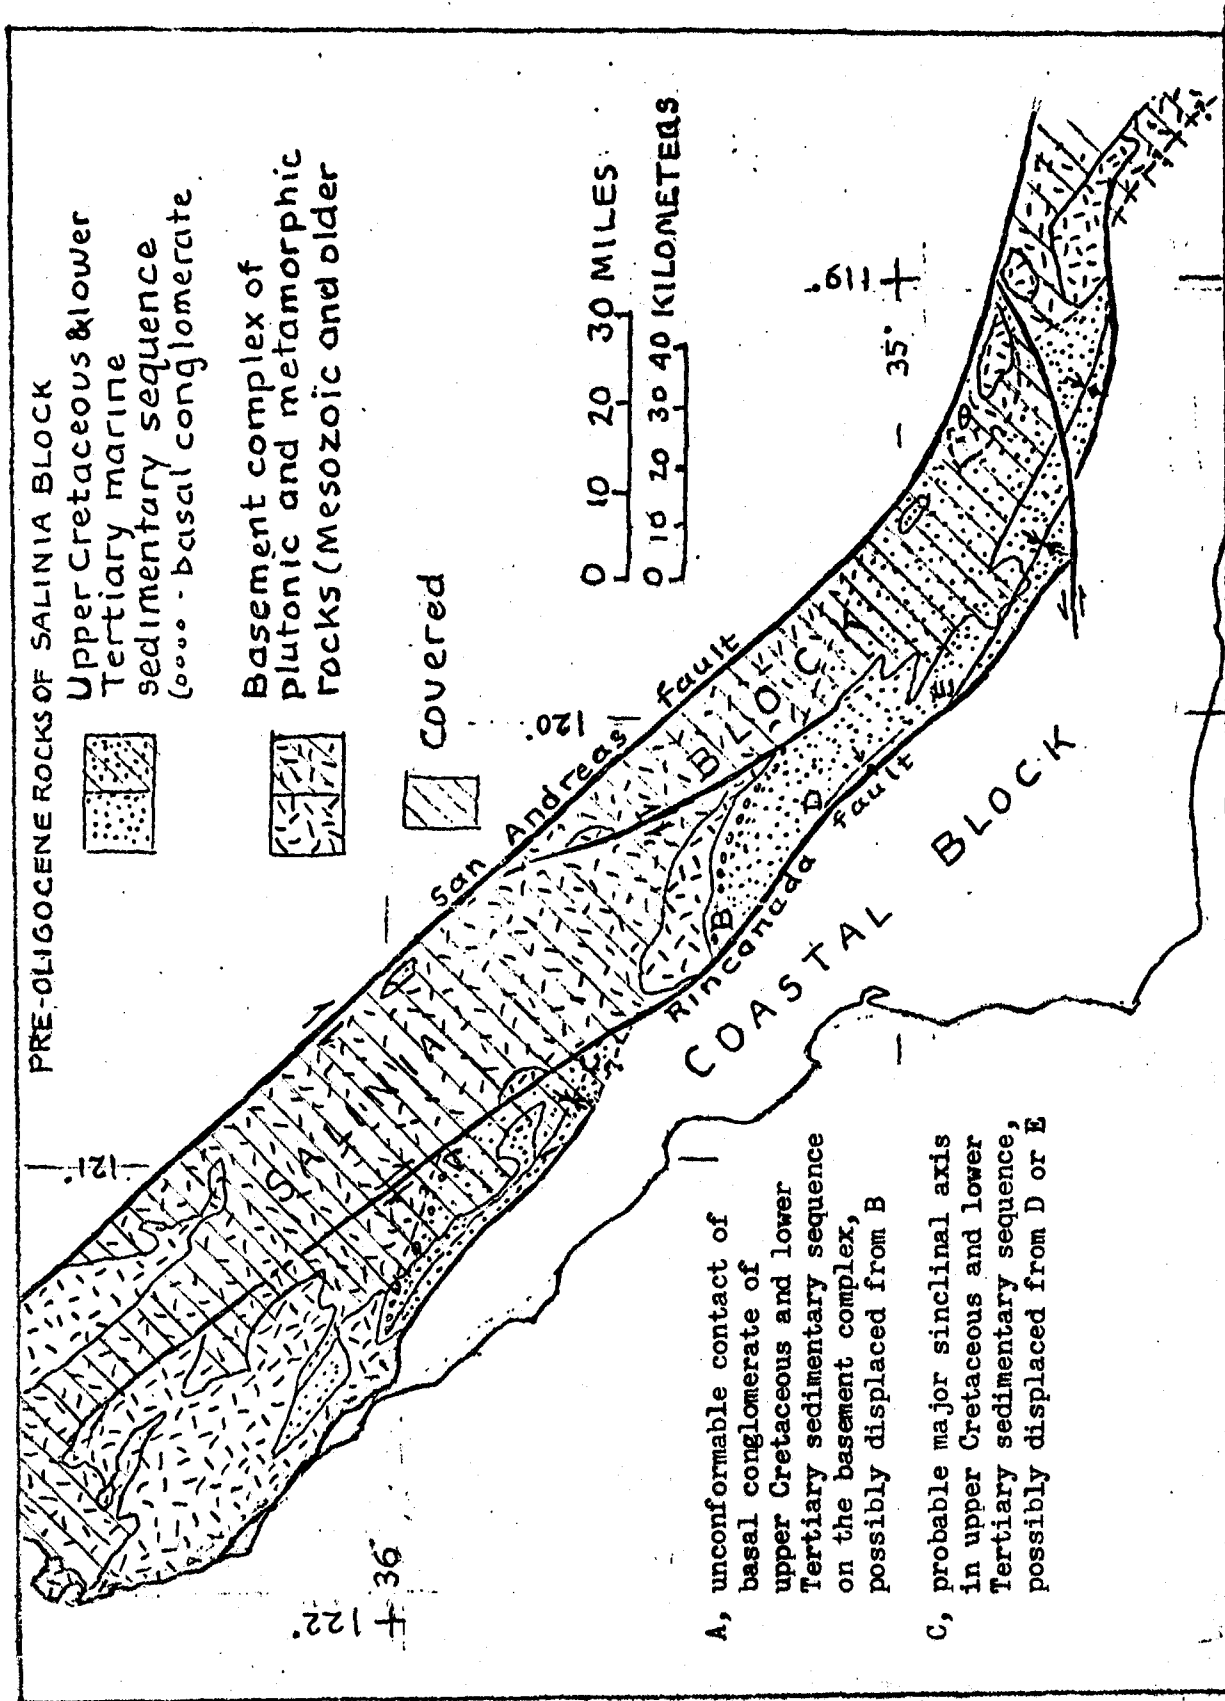 PRE-OLIGOCENE ROCKS OF SALINIA BLOCK
Upper Cretaceous & lower
Tertiary marine
sedimentary sequence
(oooo - basal conglomerate
Basement complex of
plutonic and metamorphic
rocks (Mesozoic and older
Covered
0 10 20 30 MILES
0 10 20 30 40 KILOMETERS
122°
121°
120°
119°
36°
35°
San Andreas fault
SALINIA BLOCK
Rinconada fault
COASTAL BLOCK
A
B
C
D
E
A, unconformable contact of
basal conglomerate of
upper Cretaceous and lower
Tertiary sedimentary sequence
on the basement complex,
possibly displaced from B
C, probable major sinclinal axis
in upper Cretaceous and lower
Tertiary sedimentary sequence,
possibly displaced from D or E